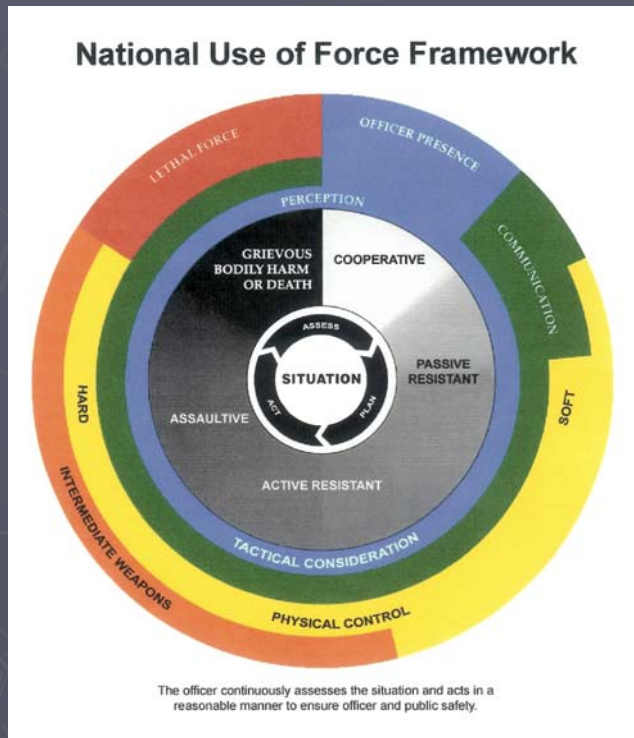 National Use of Force Framework
LETHAL FORCE
OFFICER PRESENCE
PERCEPTION
COMMUNICATION
GRIEVOUS
BODILY HARM
OR DEATH
COOPERATIVE
ASSESS
SITUATION
ACT
PLAN
PASSIVE
RESISTANT
ASSAULTIVE
HARD
SOFT
ACTIVE RESISTANT
TACTICAL CONSIDERATION
INTERMEDIATE WEAPONS
PHYSICAL CONTROL
The officer continuously assesses the situation and acts in a
reasonable manner to ensure officer and public safety.